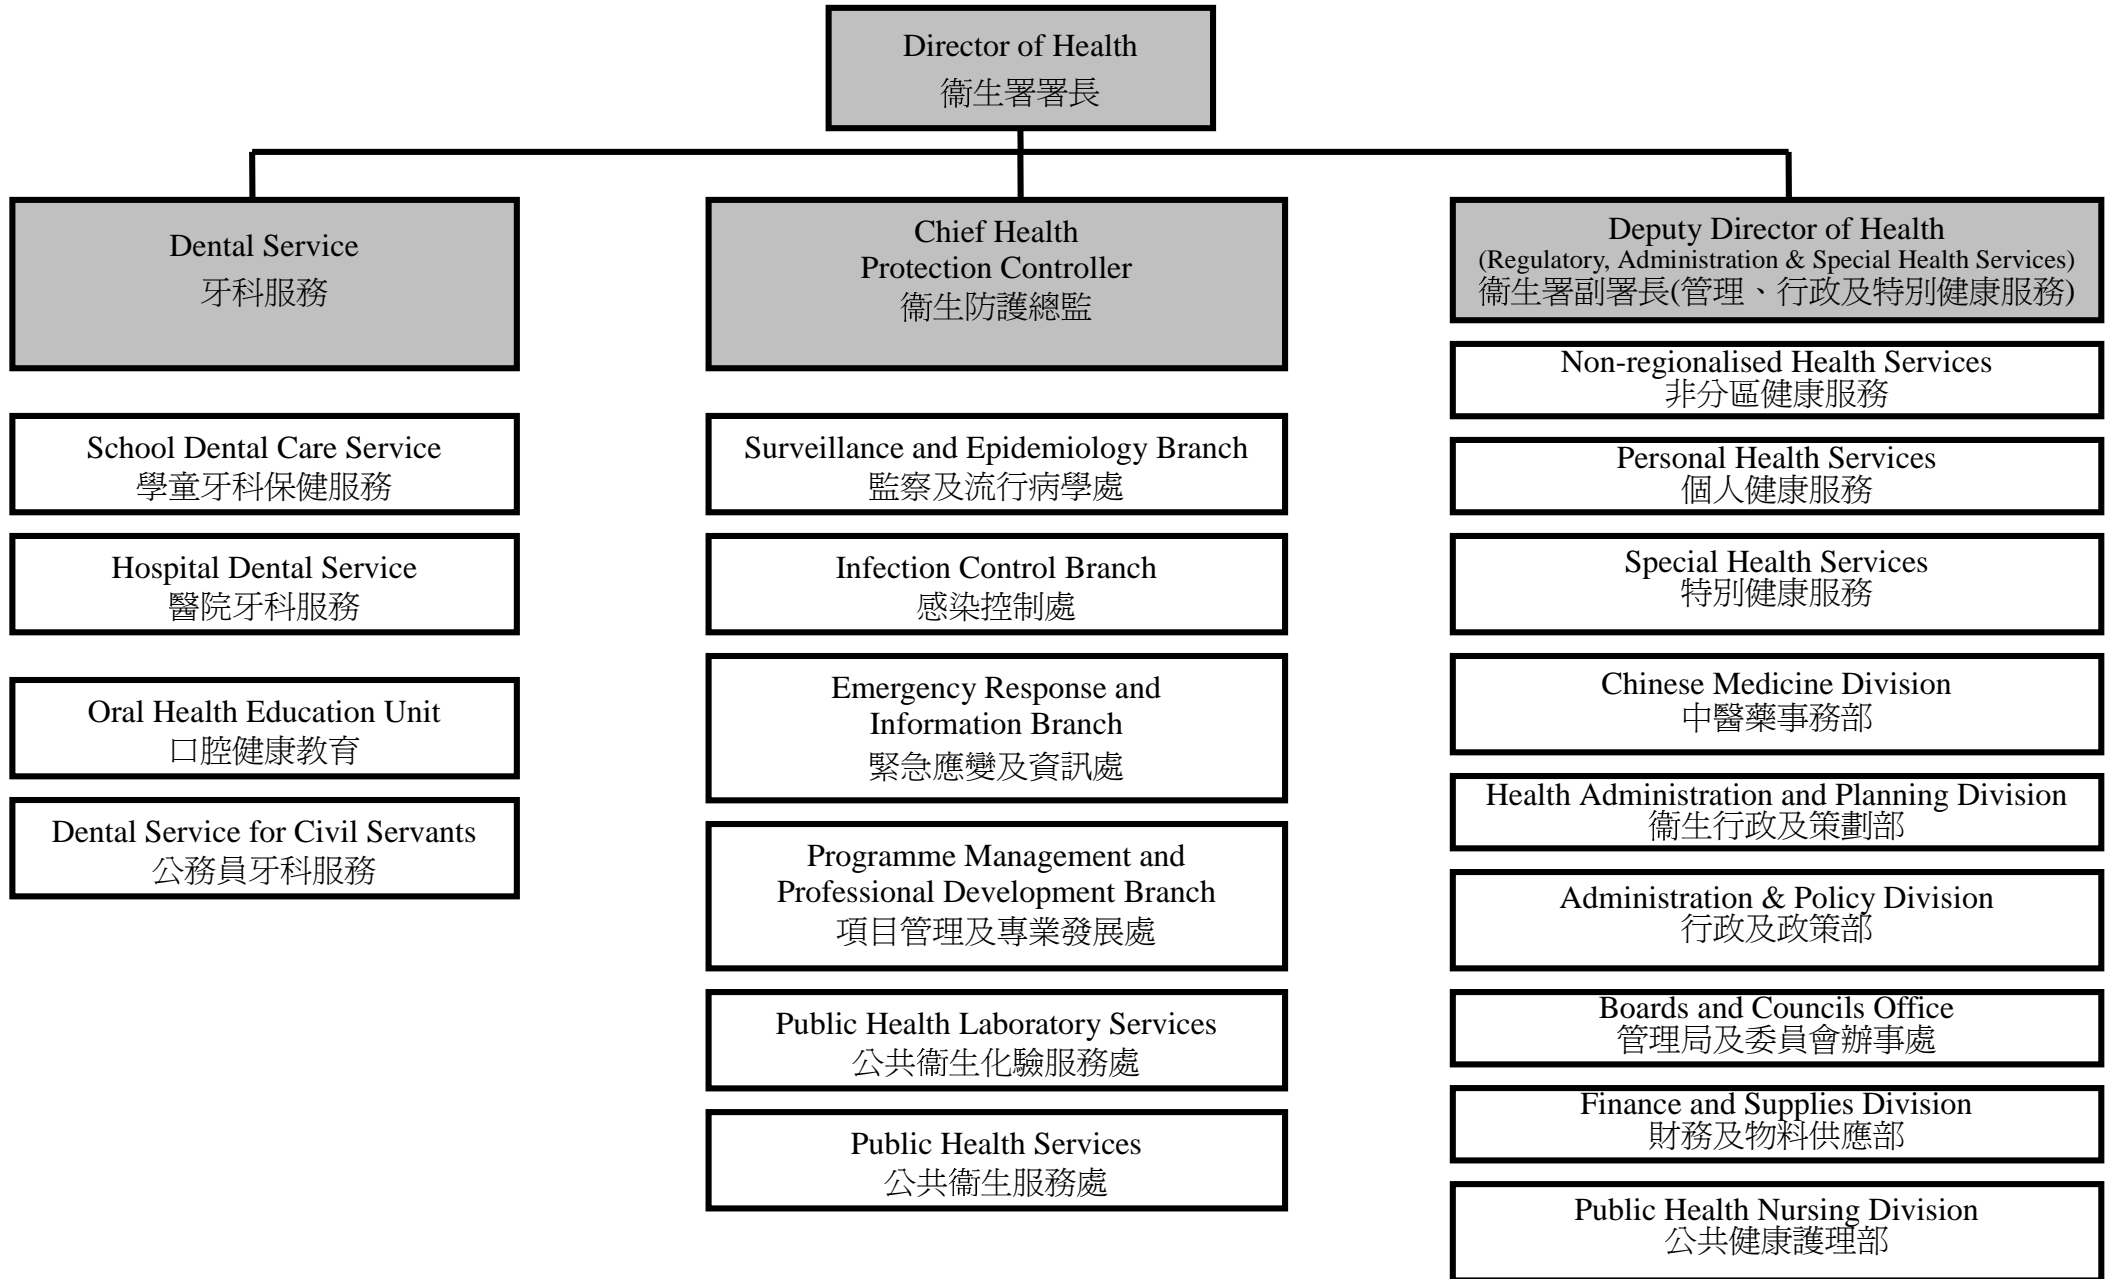 Director of Health
衞生署署長
Dental Service
牙科服務
School Dental Care Service
學童牙科保健服務
Hospital Dental Service
醫院牙科服務
Oral Health Education Unit
口腔健康教育
Dental Service for Civil Servants
公務員牙科服務
Chief Health
Protection Controller
衞生防護總監
Surveillance and Epidemiology Branch
監察及流行病學處
Infection Control Branch
感染控制處
Emergency Response and
Information Branch
緊急應變及資訊處
Programme Management and
Professional Development Branch
項目管理及專業發展處
Public Health Laboratory Services
公共衞生化驗服務處
Public Health Services
公共衞生服務處
Deputy Director of Health
(Regulatory, Administration & Special Health Services)
衞生署副署長(管理、行政及特別健康服務)
Non-regionalised Health Services
非分區健康服務
Personal Health Services
個人健康服務
Special Health Services
特別健康服務
Chinese Medicine Division
中醫藥事務部
Health Administration and Planning Division
衞生行政及策劃部
Administration & Policy Division
行政及政策部
Boards and Councils Office
管理局及委員會辦事處
Finance and Supplies Division
財務及物料供應部
Public Health Nursing Division
公共健康護理部